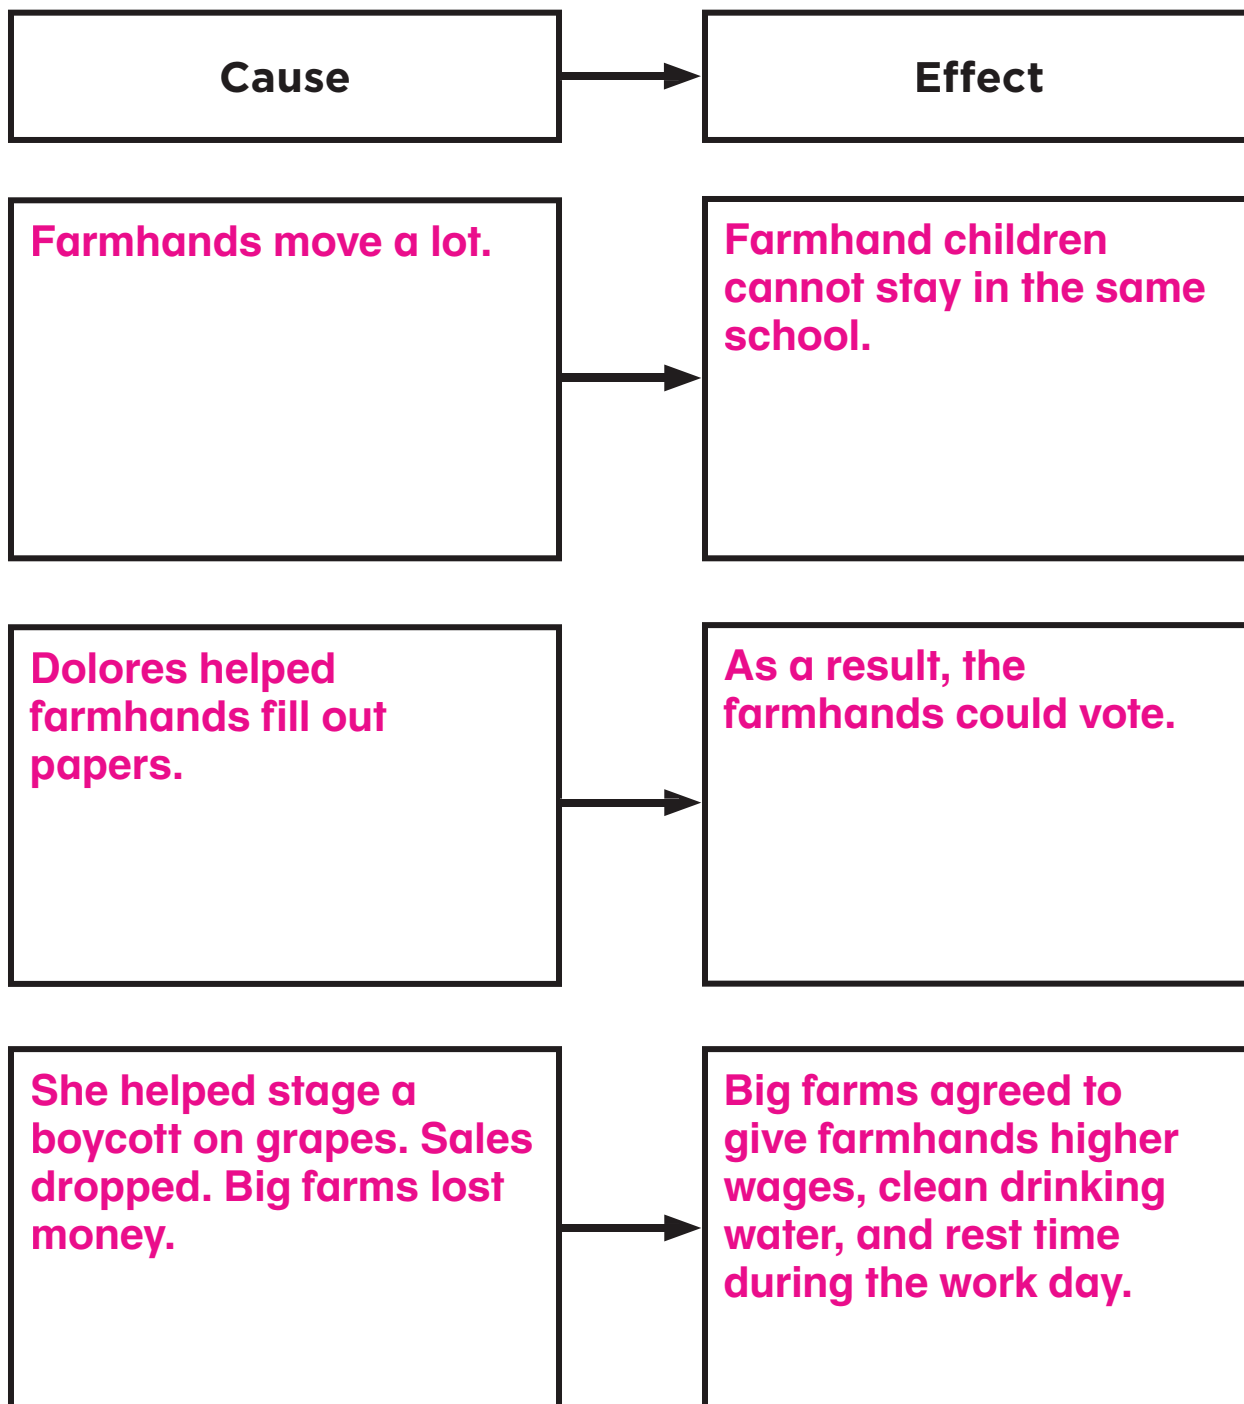 Cause
Effect
Farmhands move a lot.
Farmhand children
cannot stay in the same
school.
Dolores helped
farmhands fill out
papers.
As a result, the
farmhands could vote.
She helped stage a
boycott on grapes. Sales
dropped. Big farms lost
money.
Big farms agreed to
give farmhands higher
wages, clean drinking
water, and rest time
during the work day.